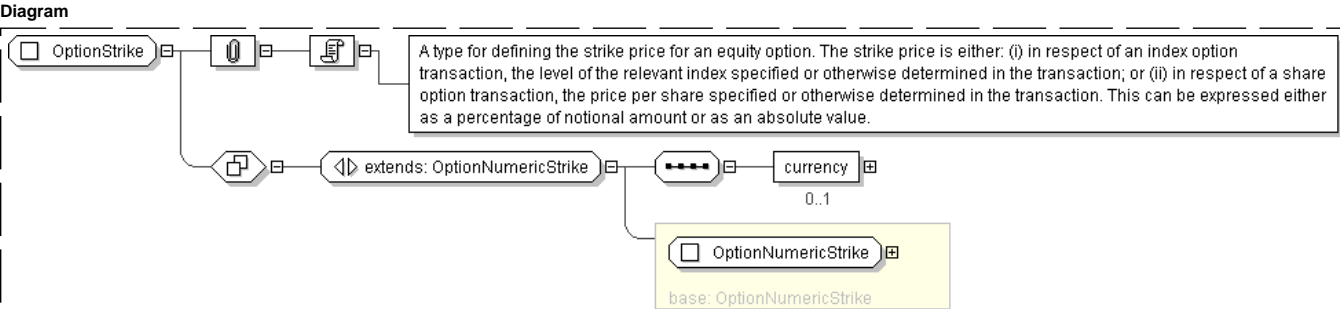 Diagram
OptionStrike
A type for defining the strike price for an equity option. The strike price is either: (i) in respect of an index option
transaction, the level of the relevant index specified or otherwise determined in the transaction; or (ii) in respect of a share
option transaction, the price per share specified or otherwise determined in the transaction. This can be expressed either
as a percentage of notional amount or as an absolute value.
extends: OptionNumericStrike
currency
0..1
OptionNumericStrike
base: OptionNumericStrike